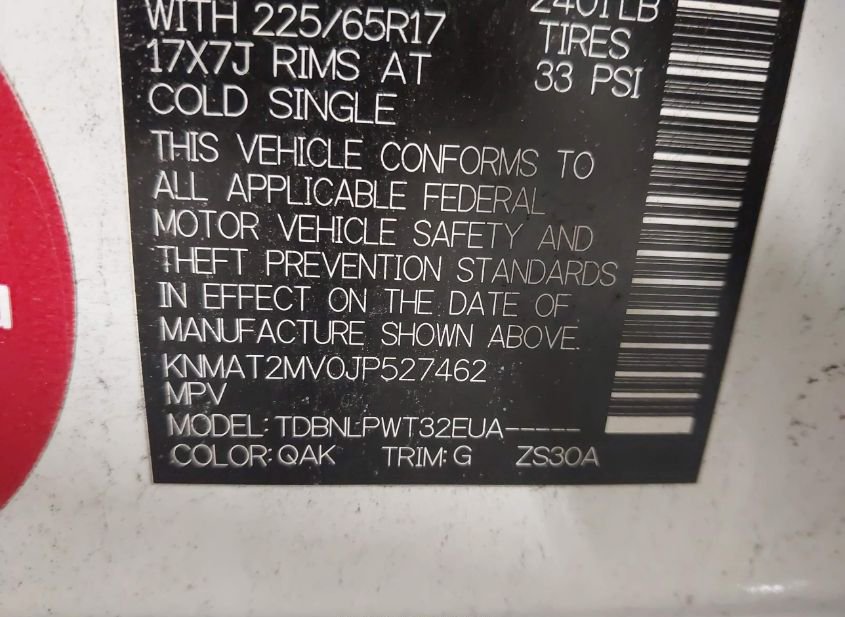 WITH 225/65R17
17X7J RIMS AT
COLD SINGLE
TIRES
33 PSI
THIS VEHICLE CONFORMS TO
ALL APPLICABLE FEDERAL
MOTOR VEHICLE SAFETY AND
THEFT PREVENTION STANDARDS
IN EFFECT ON THE DATE OF
MANUFACTURE SHOWN ABOVE.
KNMAT2MV0JP527462
MPV
MODEL: TDBNLPWT32EUA-----
COLOR: QAK TRIM: G ZS30A